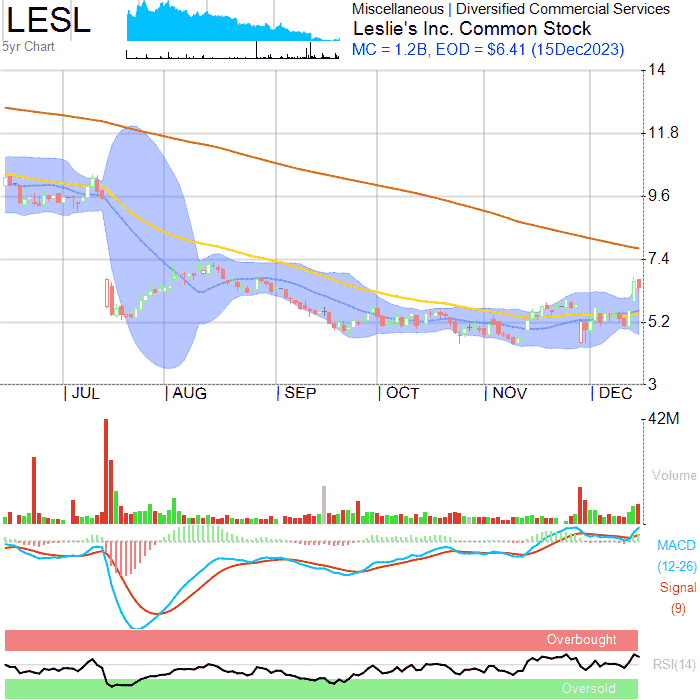 LESL
5yr Chart
Miscellaneous | Diversified Commercial Services
Leslie's Inc. Common Stock
MC = 1.2B, EOD = $6.41 (15Dec2023)
14
11.8
9.6
7.4
5.2
3
| JUL | AUG | SEP | OCT | NOV | DEC
42M
Volume
MACD
(12-26)
Signal
(9)
Overbought
RSI(14)
Oversold